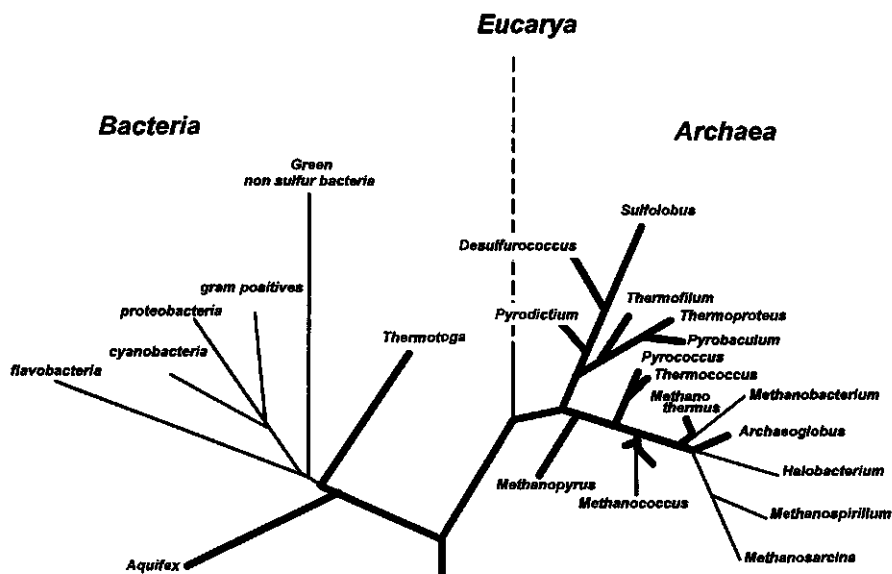 Eucarya
Bacteria
Archaea
Green
non sulfur bacteria
Sulfolobus
Desulfurococcus
gram positives
proteobacteria
cyanobacteria
flavobacteria
Thermotoga
Pyrodictium
Thermofilum
Thermoproteus
Pyrobaculum
Pyrococcus
Thermococcus
Methano
thermus
Methanobacterium
Archaeoglobus
Halobacterium
Methanopyrus
Methanococcus
Methanospirillum
Methanosarcina
Aquifex